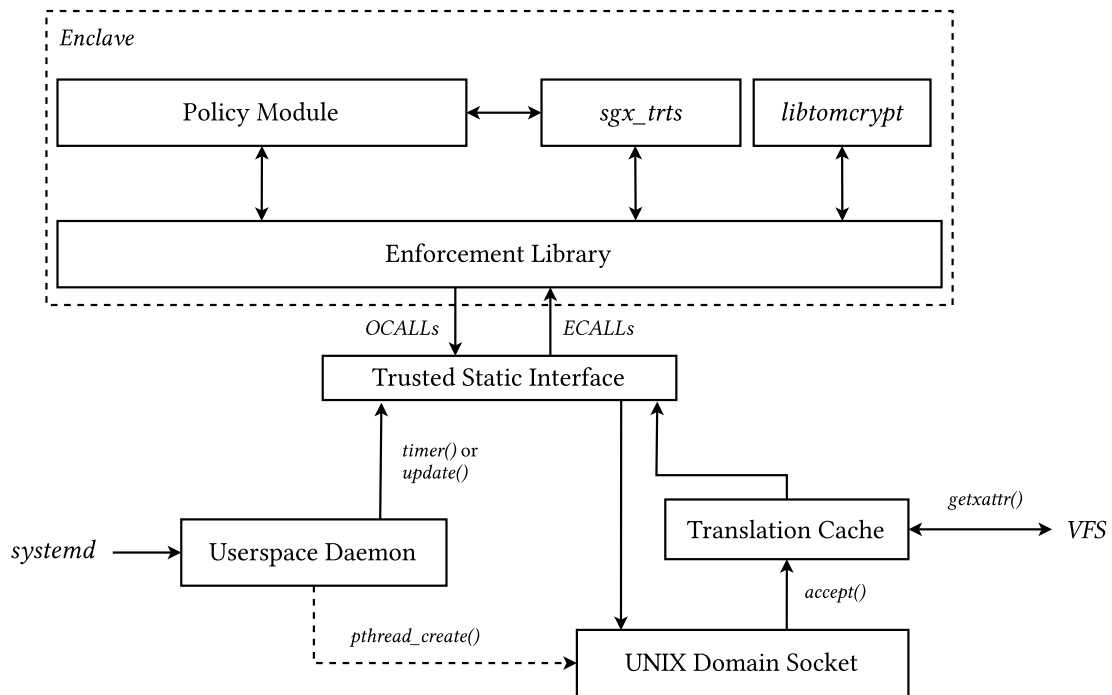 Enclave
Policy Module
sgx_trts
libtomcrypt
Enforcement Library
OCALLs
ECALLs
Trusted Static Interface
timer() or
update()
getxattr()
systemd
Userspace Daemon
Translation Cache
VFS
accept()
pthread_create()
UNIX Domain Socket